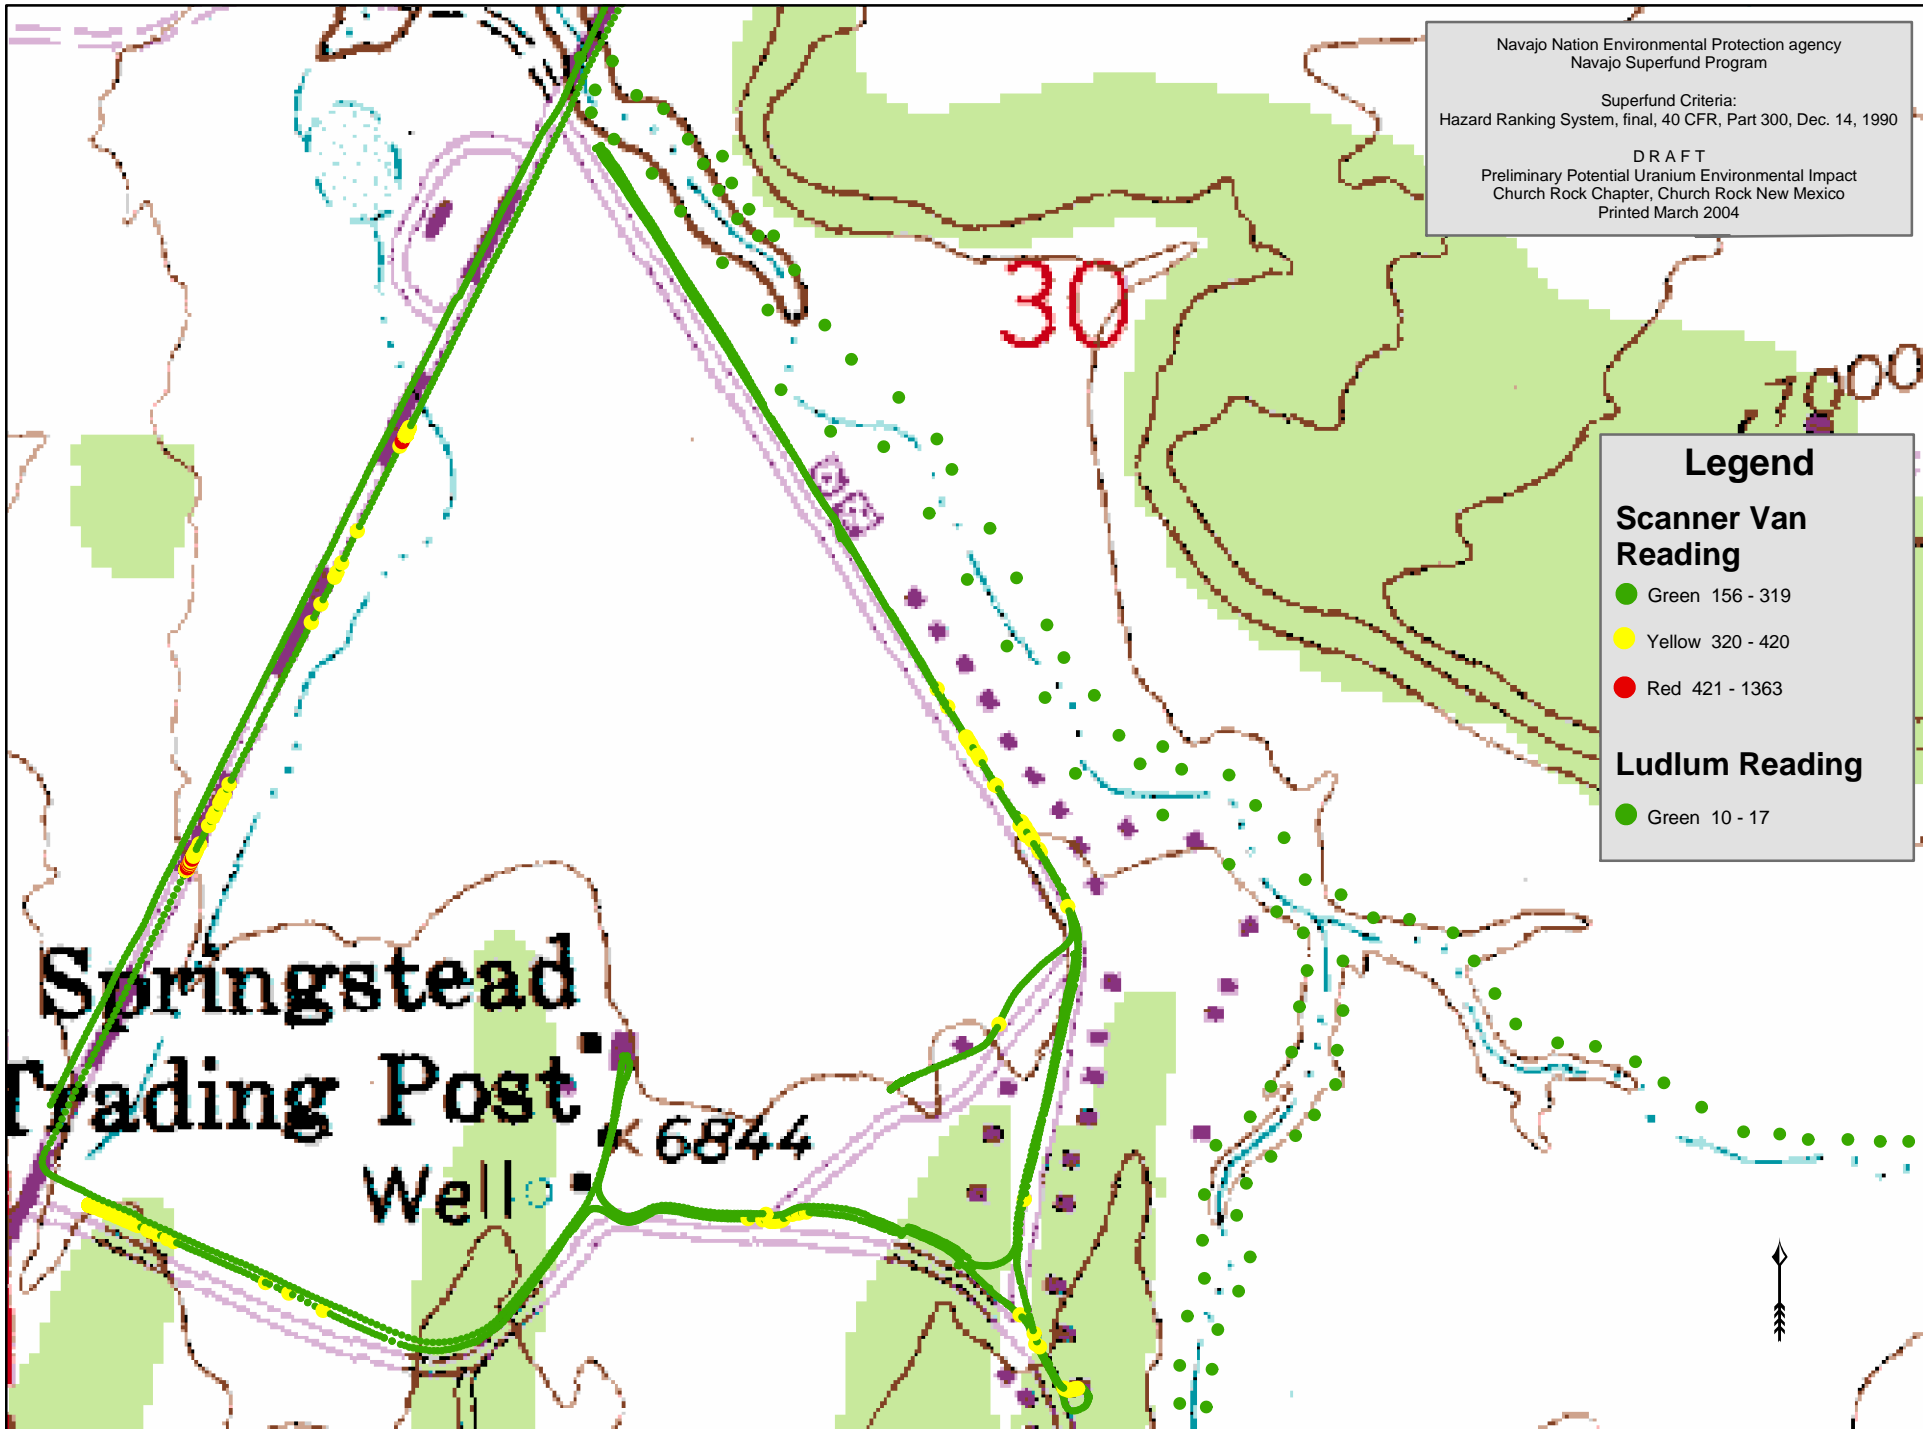 Navajo Nation Environmental Protection agency
Navajo Superfund Program
Superfund Criteria:
Hazard Ranking System, final, 40 CFR, Part 300, Dec. 14, 1990
D R A F T
Preliminary Potential Uranium Environmental Impact
Church Rock Chapter, Church Rock New Mexico
Printed March 2004
30
7000
Legend
Scanner Van
Reading
Green 156 - 319
Yellow 320 - 420
Red 421 - 1363
Ludlum Reading
Green 10 - 17
Springstead
Trading Post
6844
Well